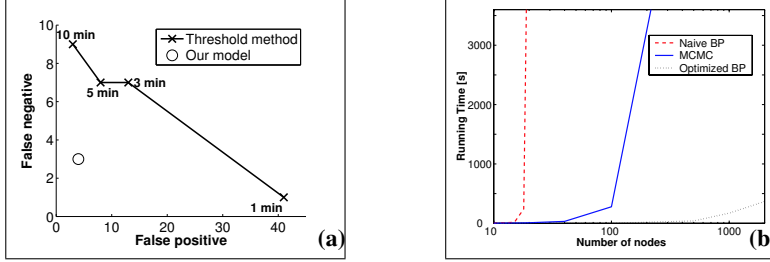 10
8
6
4
2
0
0
10
20
30
40
False negative
False positive
10 min
5 min
3 min
1 min
Threshold method
Our model
(a)
3000
2000
1000
0
10
100
1000
Running Time [s]
Number of nodes
Naive BP
MCMC
Optimized BP
(b)